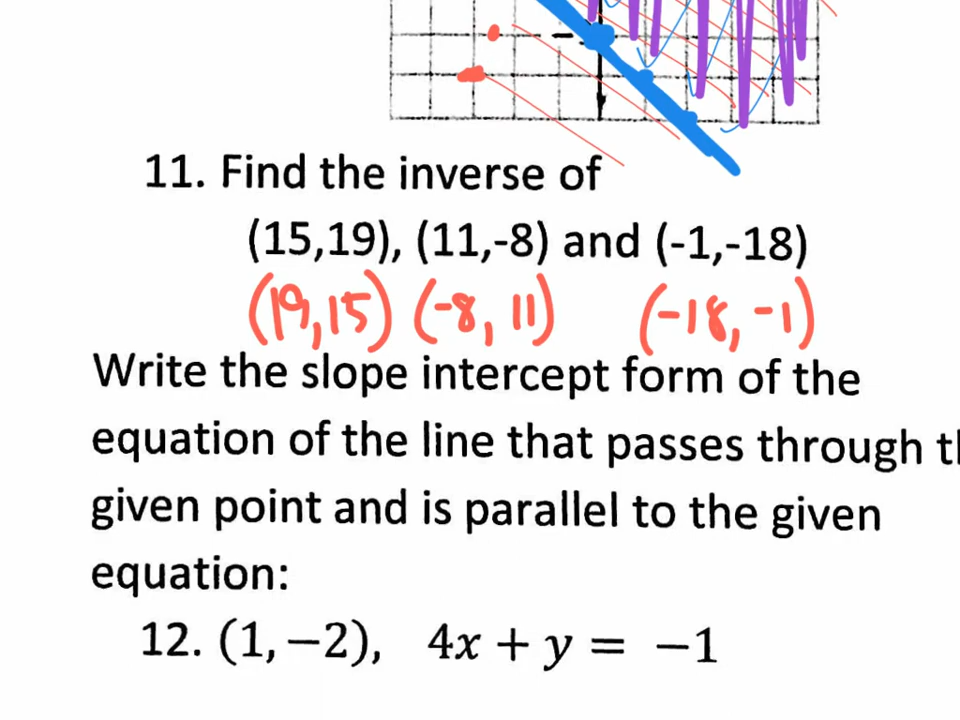 11. Find the inverse of
(15,19), (11,-8) and (-1,-18)
(19,15) (-8, 11) (-18, -1)
Write the slope intercept form of the
equation of the line that passes through th
given point and is parallel to the given
equation:
12. (1, −2), 4x + y = −1